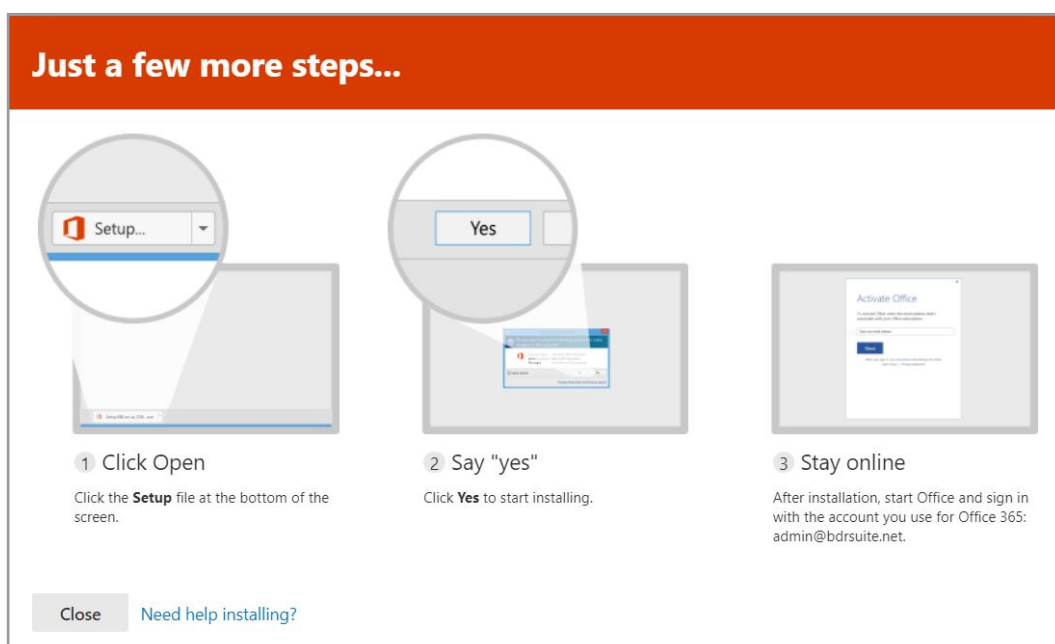 Just a few more steps...
Setup...
Yes
Activate Office
1 Click Open
Click the Setup file at the bottom of the
screen.
2 Say "yes"
Click Yes to start installing.
3 Stay online
After installation, start Office and sign in
with the account you use for Office 365:
admin@bdrsuite.net.
Close
Need help installing?